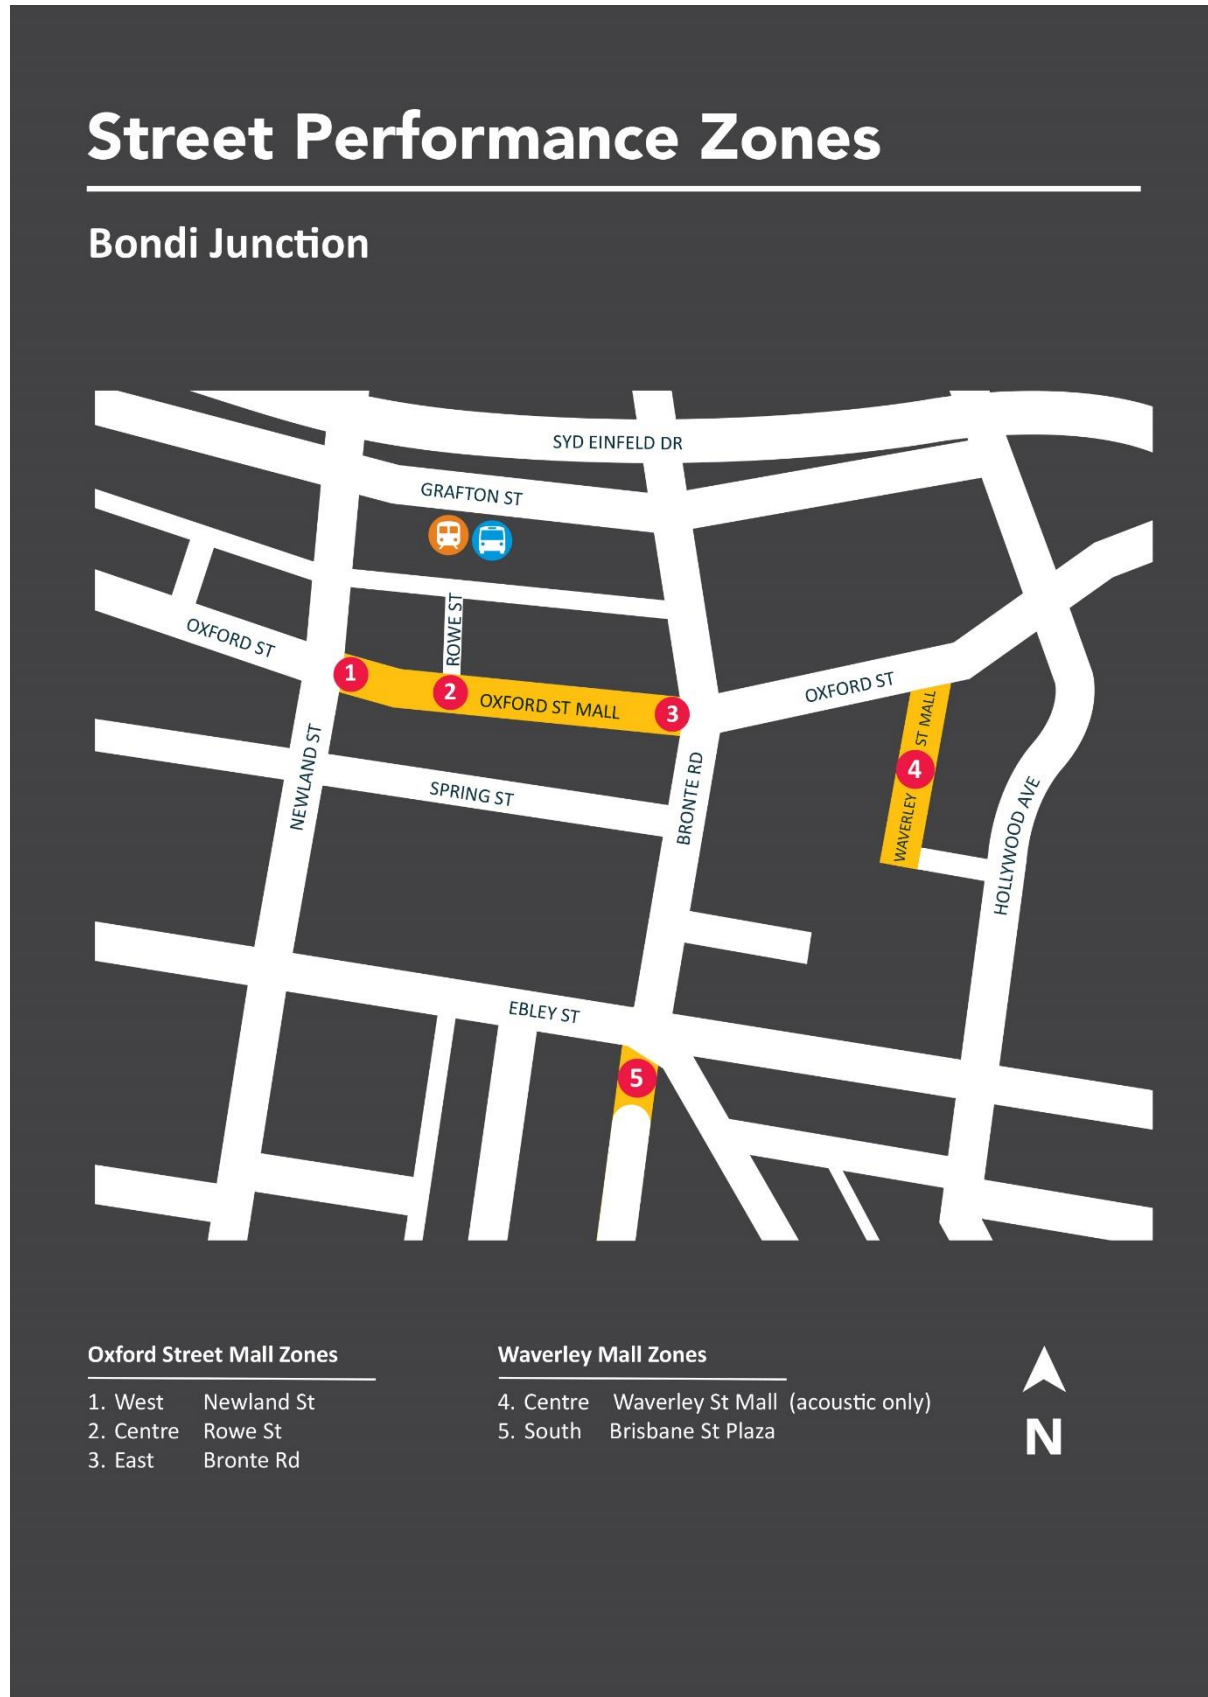 Street Performance Zones
Bondi Junction
SYD EINFELD DR
GRAFTON ST
ROWE ST
OXFORD ST
1
2
OXFORD ST MALL
3
OXFORD ST
WAVERLEY
4
ST MALL
NEWLAND ST
SPRING ST
BRONTE RD
HOLLYWOOD AVE
EBLEY ST
5
Oxford Street Mall Zones
1. West Newland St
2. Centre Rowe St
3. East Bronte Rd
Waverley Mall Zones
4. Centre Waverley St Mall (acoustic only)
5. South Brisbane St Plaza
N